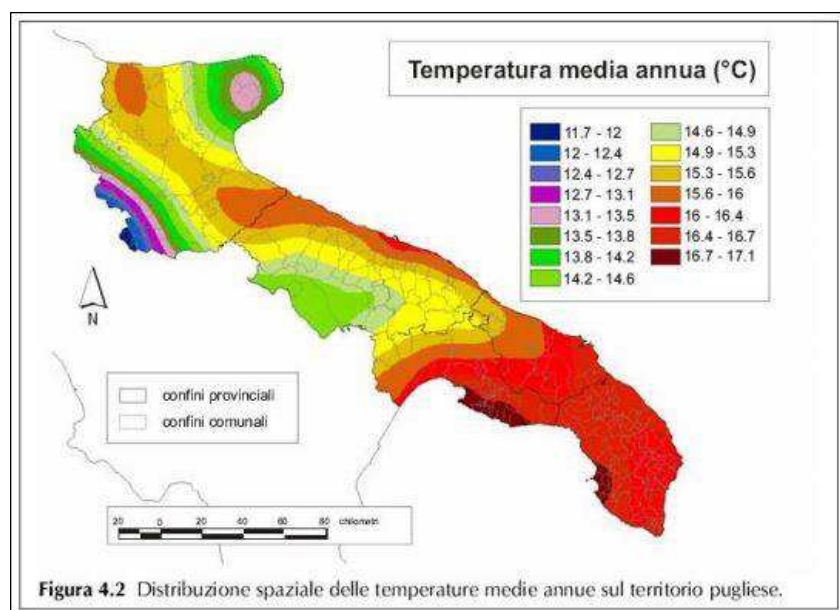 Temperatura media annua (°C)
11.7 - 12
12 - 12.4
12.4 - 12.7
12.7 - 13.1
13.1 - 13.5
13.5 - 13.8
13.8 - 14.2
14.2 - 14.6
14.6 - 14.9
14.9 - 15.3
15.3 - 15.6
15.6 - 16
16 - 16.4
16.4 - 16.7
16.7 - 17.1
N
confini provinciali
confini comunali
20 0 20 40 60 80 chilometri
Figura 4.2 Distribuzione spaziale delle temperature medie annue sul territorio pugliese.